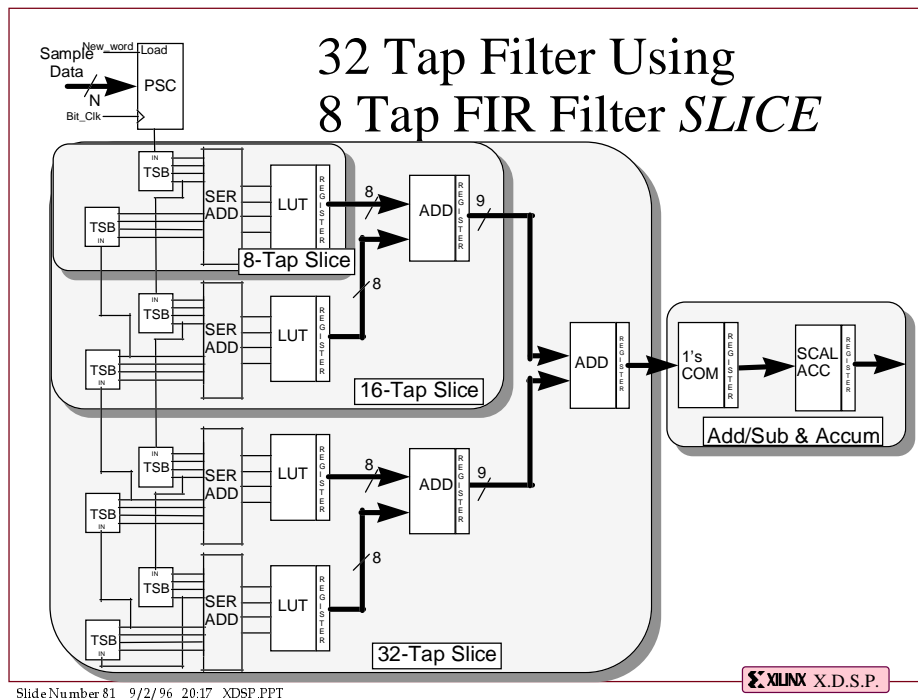 32 Tap Filter Using
8 Tap FIR Filter SLICE
New_word
Load
Sample
Data
N
PSC
Bit_Clk
IN
TSB
SER
ADD
LUT
REGISTER
8
ADD
REGISTER
9
TSB
IN
8-Tap Slice
8
IN
TSB
SER
ADD
LUT
REGISTER
TSB
IN
16-Tap Slice
ADD
REGISTER
1's
COM
REGISTER
SCAL
ACC
REGISTER
Add/Sub & Accum
IN
TSB
SER
ADD
LUT
REGISTER
8
ADD
REGISTER
9
TSB
IN
8
IN
TSB
SER
ADD
LUT
REGISTER
TSB
IN
32-Tap Slice
XILINX X.D.S.P.
Slide Number 81 9/2/96 20:17 XDSP.PPT